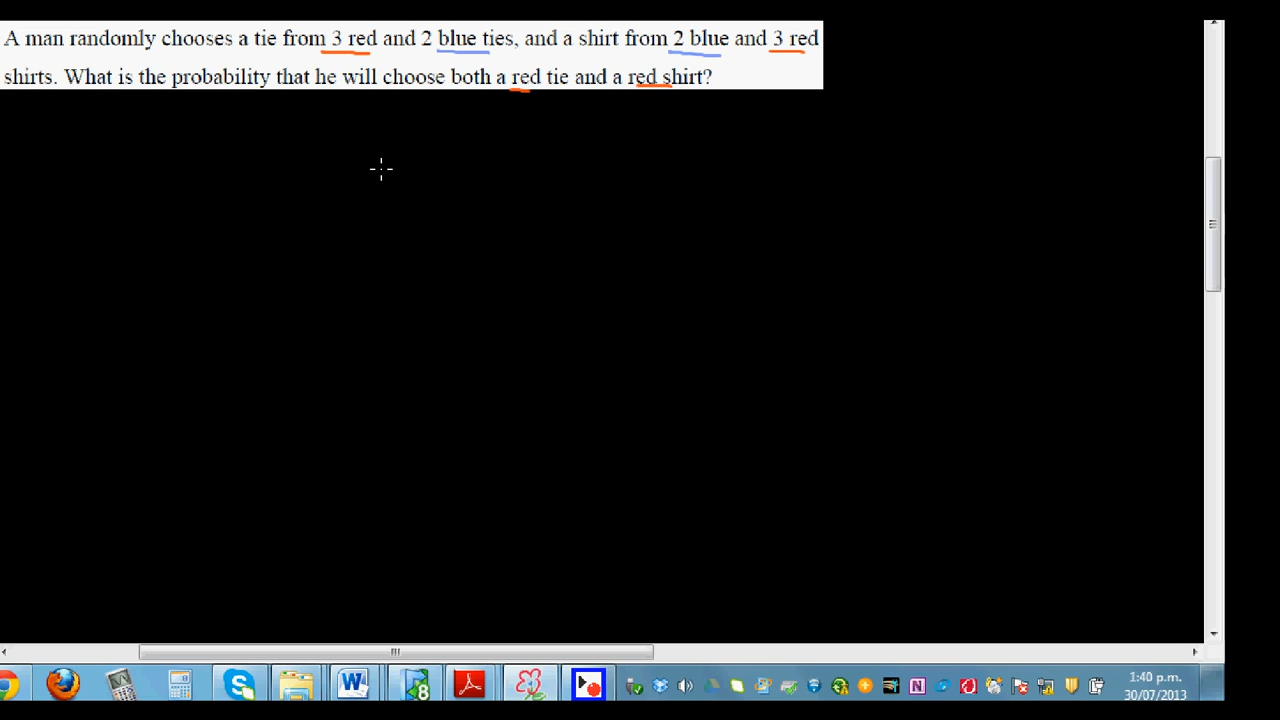 A man randomly chooses a tie from 3 red and 2 blue ties, and a shirt from 2 blue and 3 red
shirts. What is the probability that he will choose both a red tie and a red shirt?
1:40 p.m.
30/07/2013